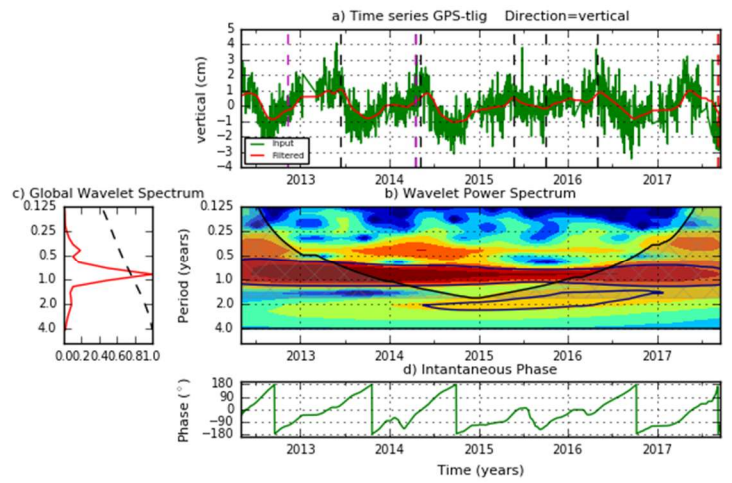 a) Time series GPS-tlig Direction=vertical
5
4
3
2
1
0
−1
−2
−3
−4
vertical (cm)
Input
Filtered
2013 2014 2015 2016 2017
c) Global Wavelet Spectrum
b) Wavelet Power Spectrum
0.125
0.25
0.5
1.0
2.0
4.0
0.00.20.40.60.81.0
Period (years)
0.125
0.25
0.5
1.0
2.0
4.0
2013 2014 2015 2016 2017
d) Intantaneous Phase
Phase (°)
180
90
0
−90
−180
2013 2014 2015 2016 2017
Time (years)